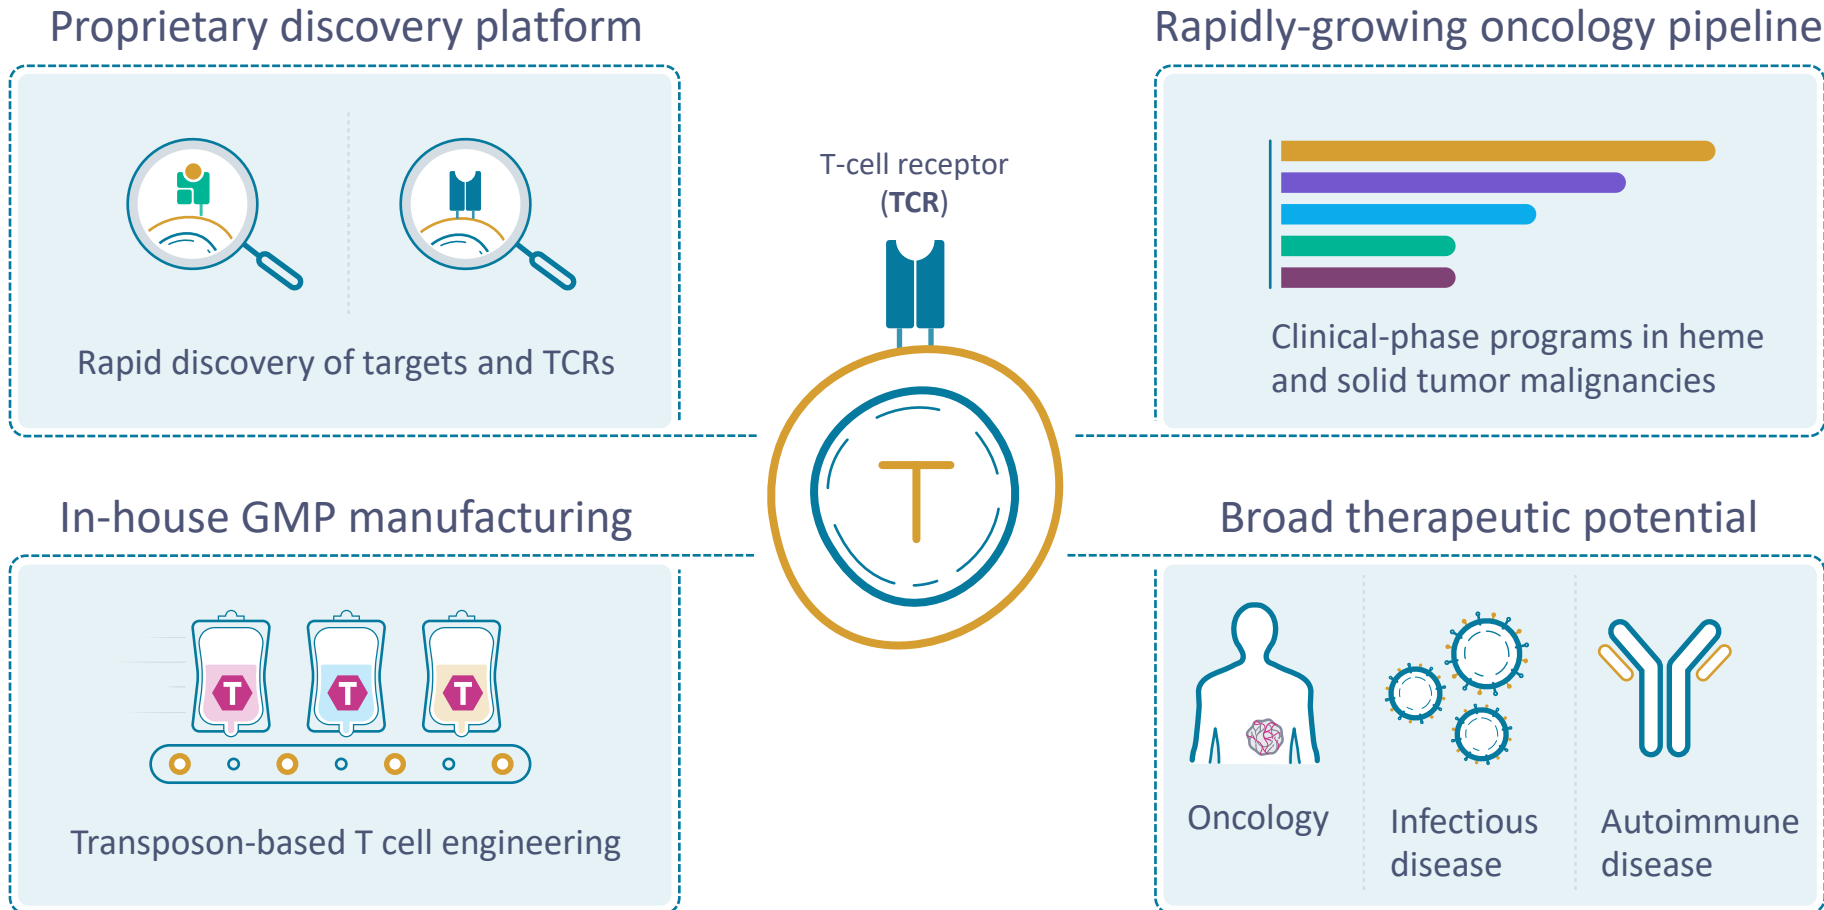 Proprietary discovery platform
Rapid discovery of targets and TCRs
T-cell receptor
(TCR)
T
Rapidly-growing oncology pipeline
Clinical-phase programs in heme
and solid tumor malignancies
In-house GMP manufacturing
T
T
T
Transposon-based T cell engineering
Broad therapeutic potential
Oncology
Infectious
disease
Autoimmune
disease